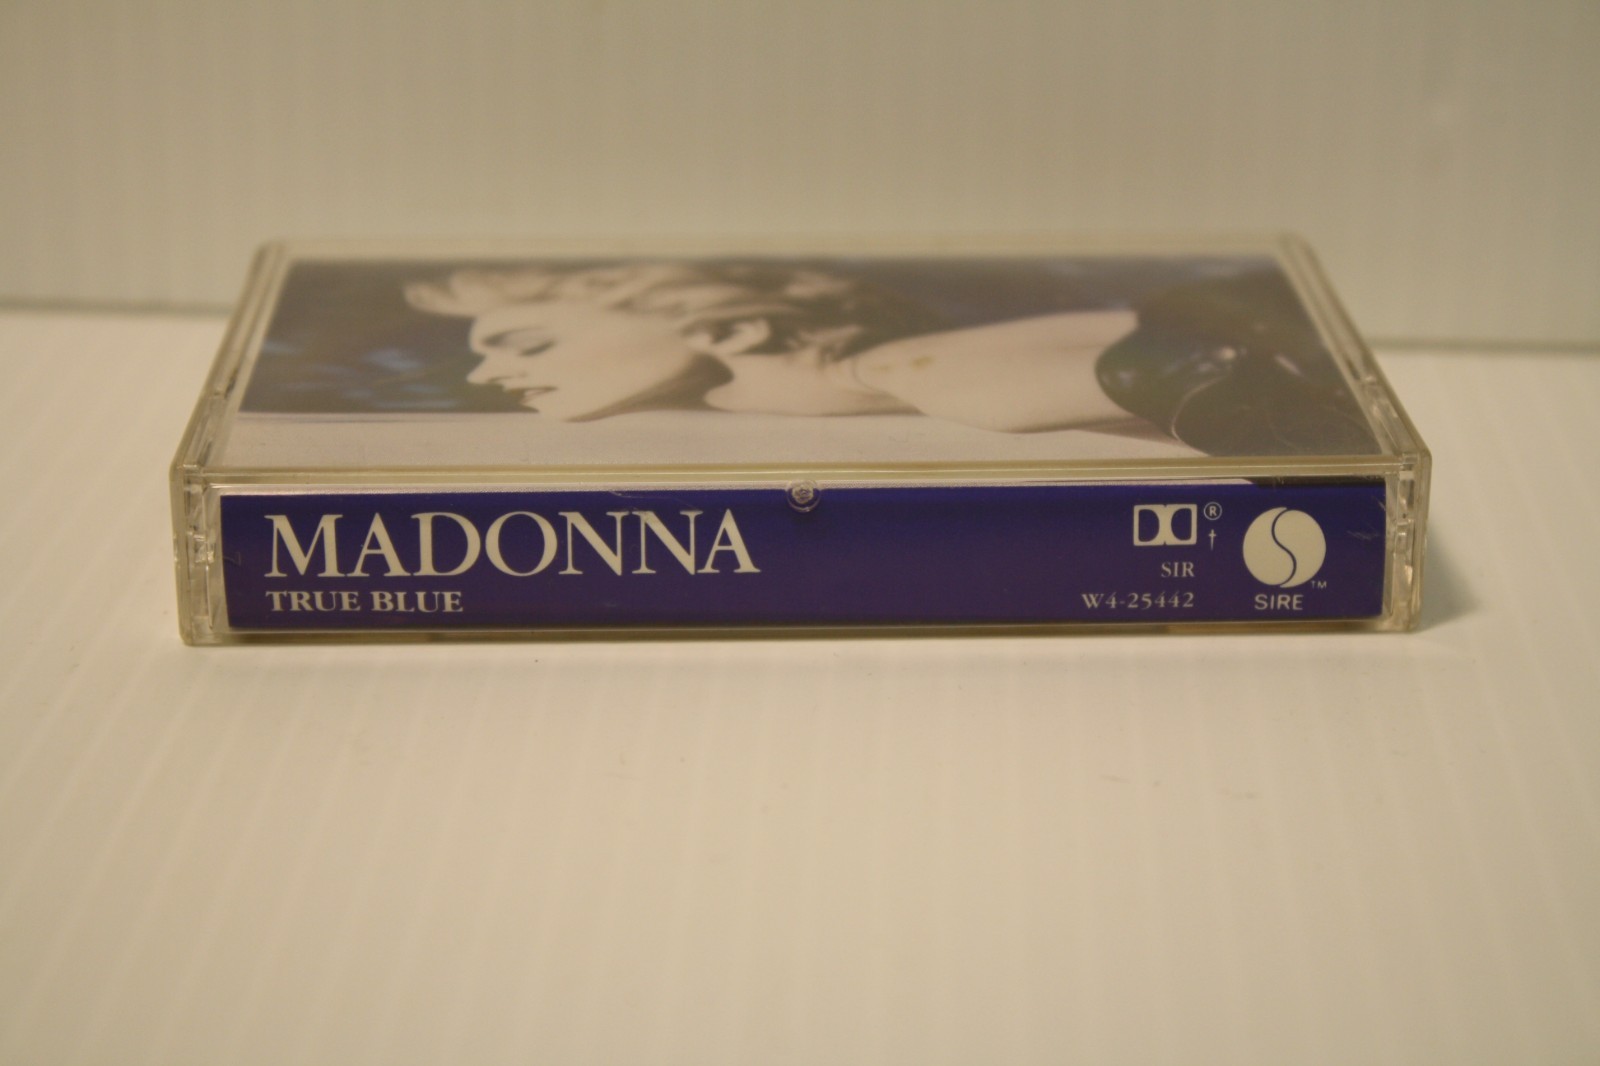 MADONNA
TRUE BLUE
®
†
SIR
W4-25442
TM
SIRE